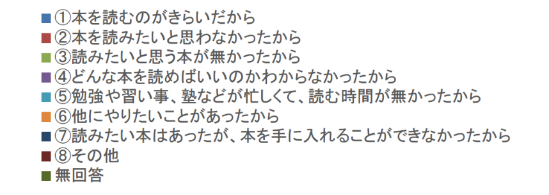 ①本を読むのがきらいだから
②本を読みたいと思わなかったから
③読みたいと思う本が無かったから
④どんな本を読めばいいのかわからなかったから
⑤勉強や習い事、塾などが忙しくて、読む時間が無かったから
⑥他にやりたいことがあったから
⑦読みたい本はあったが、本を手に入れることができなかったから
⑧その他
無回答